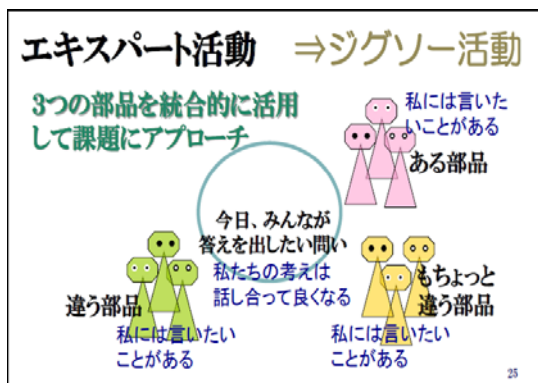 エキスパート活動 ⇒ジグソー活動
3つの部品を統合的に活用
して課題にアプローチ
私には言いた
いことがある
ある部品
今日、みんなが
答えを出したい問い
私たちの考えは
話し合って良くなる
違う部品
私には言いたい
ことがある
もちょっと
違う部品
私には言いたい
ことがある
25